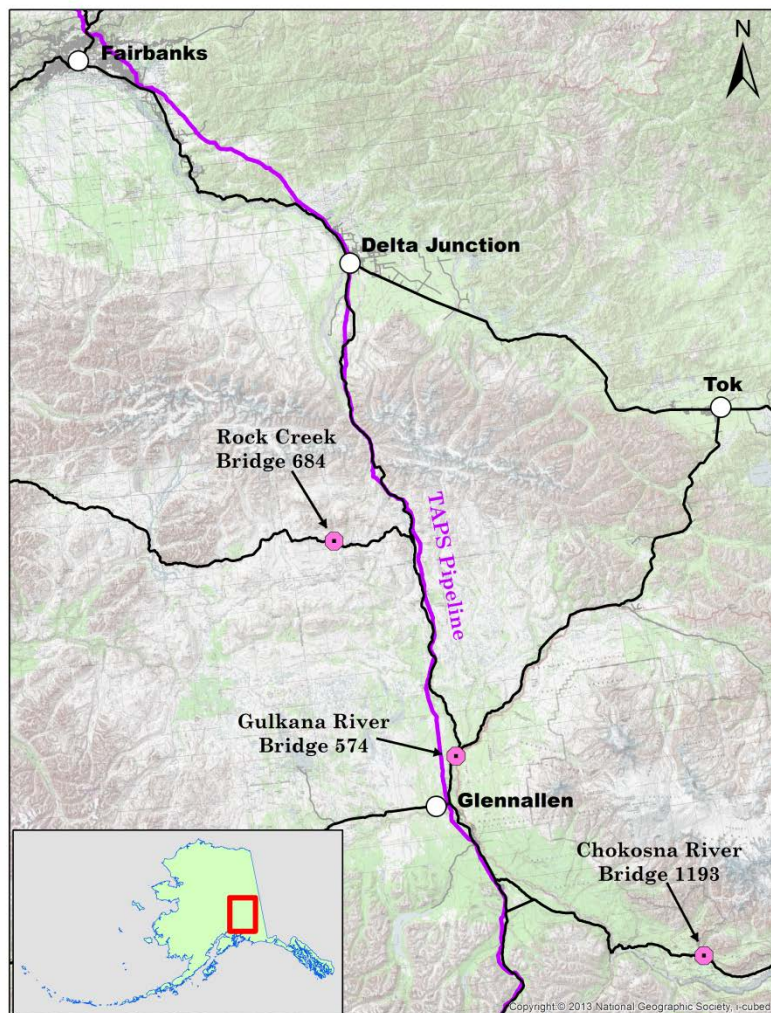 N
Fairbanks
Delta Junction
Tok
Rock Creek
Bridge 684
TAPS Pipeline
Gulkana River
Bridge 574
Glennallen
Chokosna River
Bridge 1193
Copyright:© 2013 National Geographic Society, i-cubed